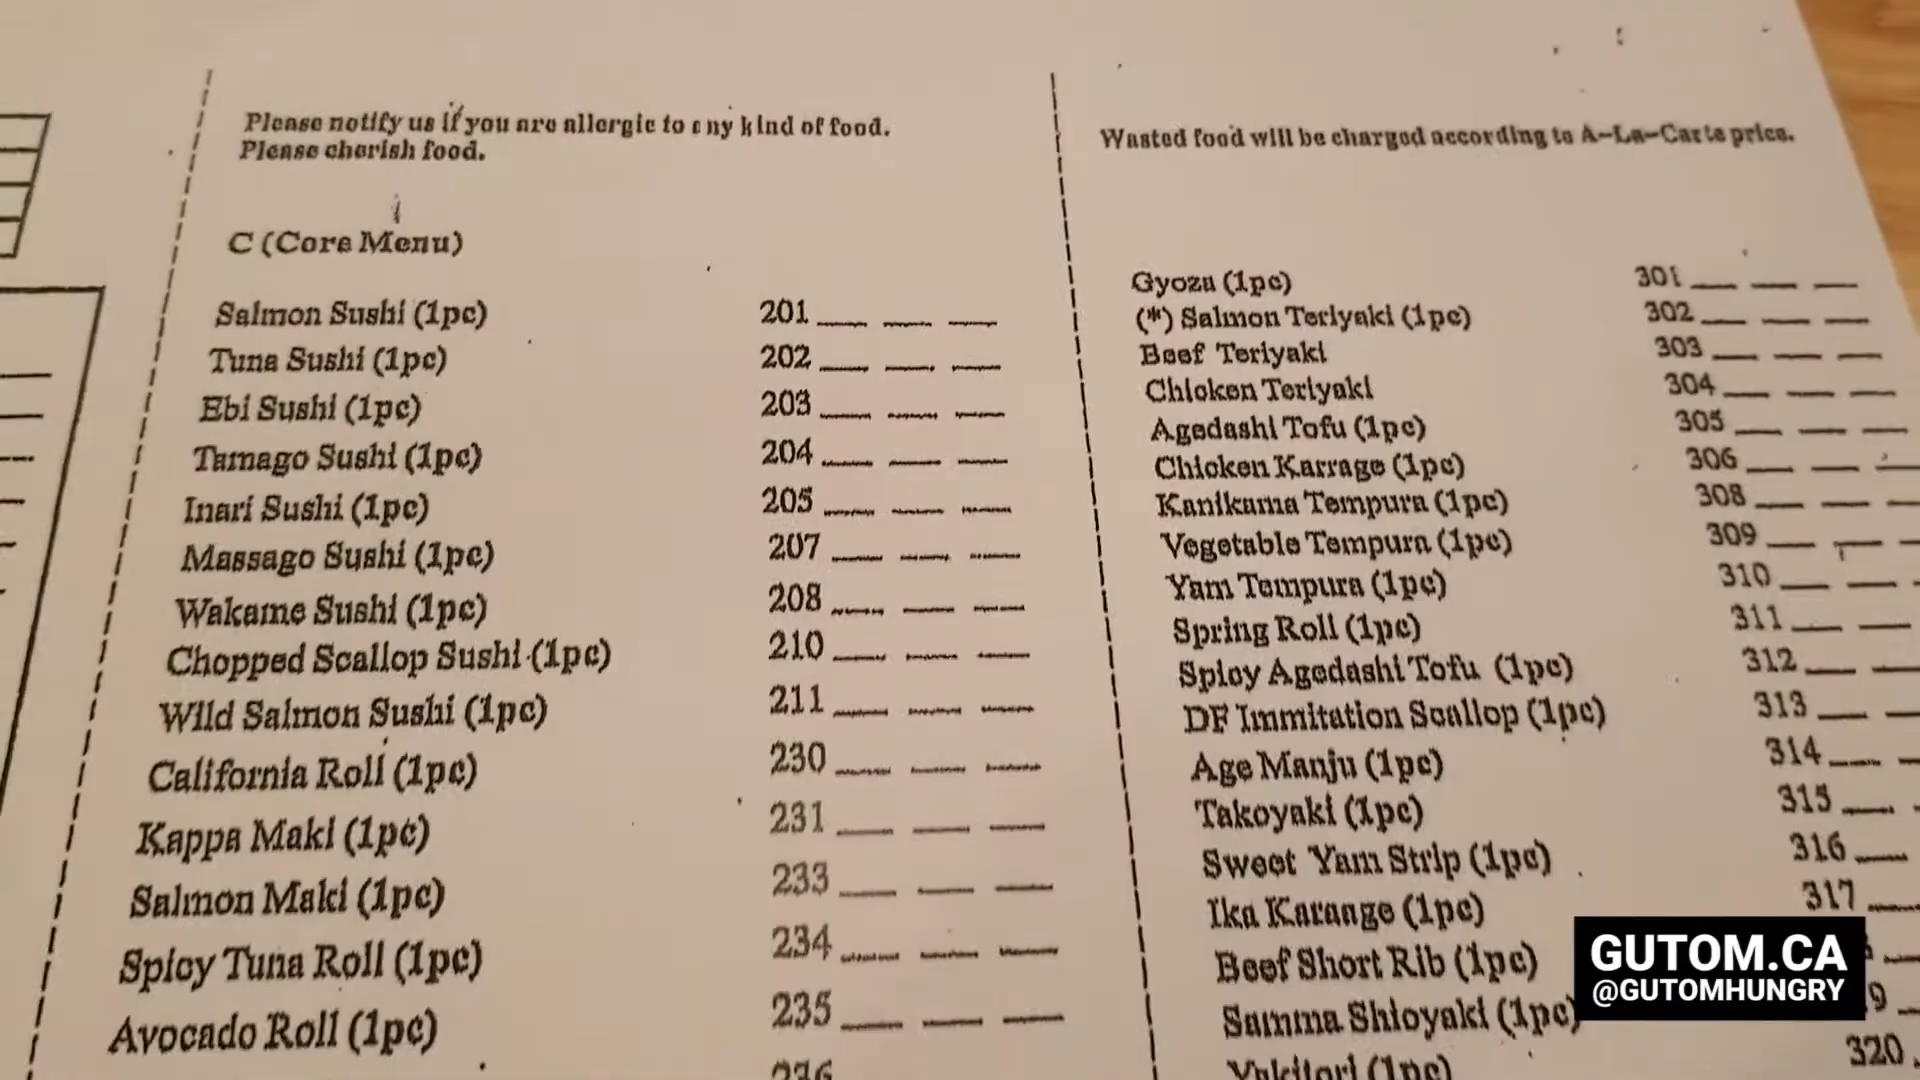 Please notify us if you are allergic to any kind of food.
Please cherish food.
C (Core Menu)
Salmon Sushi (1pc) 201
Tuna Sushi (1pc) 202
Ebi Sushi (1pc) 203
Tamago Sushi (1pc) 204
Inari Sushi (1pc) 205
Massago Sushi (1pc) 207
Wakame Sushi (1pc) 208
Chopped Scallop Sushi (1pc) 210
Wild Salmon Sushi (1pc) 211
California Roll (1pc) 230
Kappa Maki (1pc) 231
Salmon Maki (1pc) 233
Spicy Tuna Roll (1pc) 234
Avocado Roll (1pc) 235
236
Wasted food will be charged according to A-La-Carte price.
Gyoza (1pc) 301
(*) Salmon Teriyaki (1pc) 302
Beef Teriyaki 303
Chicken Teriyaki 304
Agedashi Tofu (1pc) 305
Chicken Karrage (1pc) 306
Kanikama Tempura (1pc) 308
Vegetable Tempura (1pc) 309
Yam Tempura (1pc) 310
Spring Roll (1pc) 311
Spicy Agedashi Tofu (1pc) 312
DF Immitation Scallop (1pc) 313
Age Manju (1pc) 314
Takoyaki (1pc) 315
Sweet Yam Strip (1pc) 316
Ika Karaage (1pc) 317
Beef Short Rib (1pc)
Samma Shioyaki (1pc)
Yakitori (1pc) 320
GUTOM.CA
@GUTOMHUNGRY